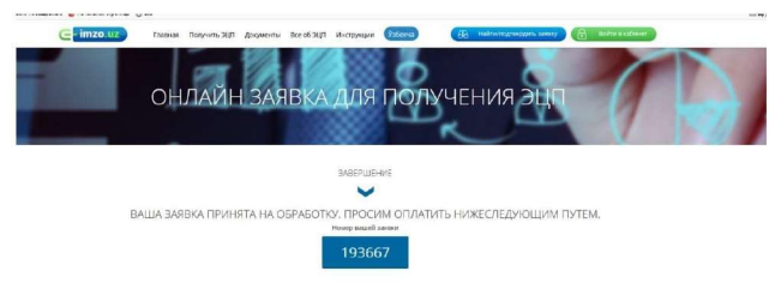 e-imzo.uz
Главная Получить ЭЦП Документы Все об ЭЦП Инструкции Ўзбекча Найти/подтвердить заявку Войти в кабинет
ОНЛАЙН ЗАЯВКА ДЛЯ ПОЛУЧЕНИЯ ЭЦП
ЗАВЕРШЕНИЕ
ВАША ЗАЯВКА ПРИНЯТА НА ОБРАБОТКУ. ПРОСИМ ОПЛАТИТЬ НИЖЕСЛЕДУЮЩИМ ПУТЕМ.
Номер вашей заявки
193667